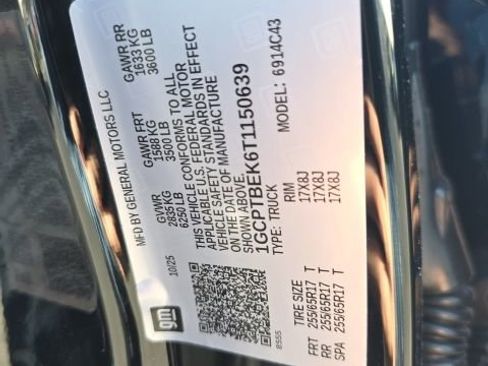 gm
MFD BY GENERAL MOTORS LLC
10/25
GVWR GAWR FRT GAWR RR
2835 KG 1588 KG 1633 KG
6250 LB 3500 LB 3600 LB
THIS VEHICLE CONFORMS TO ALL
APPLICABLE U.S. FEDERAL MOTOR
VEHICLE SAFETY STANDARDS IN EFFECT
ON THE DATE OF MANUFACTURE
SHOWN ABOVE.
1GCPTBEK6T1150639
TYPE: TRUCK MODEL: 6914C43
8555
TIRE SIZE RIM
FRT 255/65R17 T 17X8J
RR 255/65R17 T 17X8J
SPA 255/65R17 T 17X8J